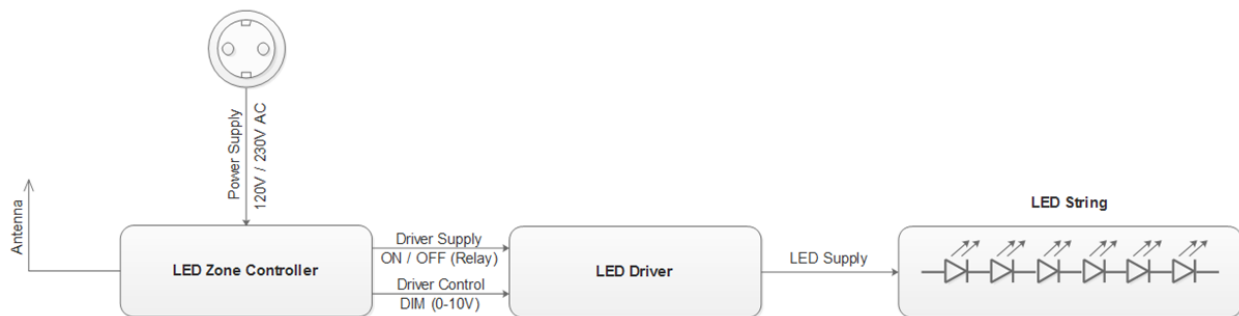 Power Supply
120V / 230V AC
Antenna
LED Zone Controller
Driver Supply
ON / OFF (Relay)
Driver Control
DIM (0-10V)
LED Driver
LED Supply
LED String